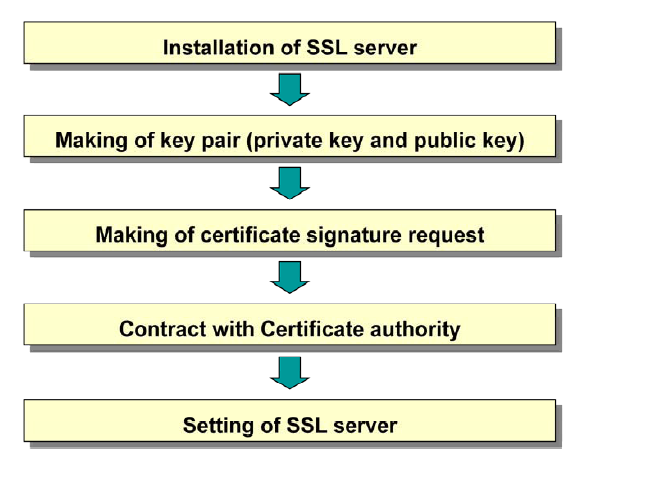 Installation of SSL server
Making of key pair (private key and public key)
Making of certificate signature request
Contract with Certificate authority
Setting of SSL server